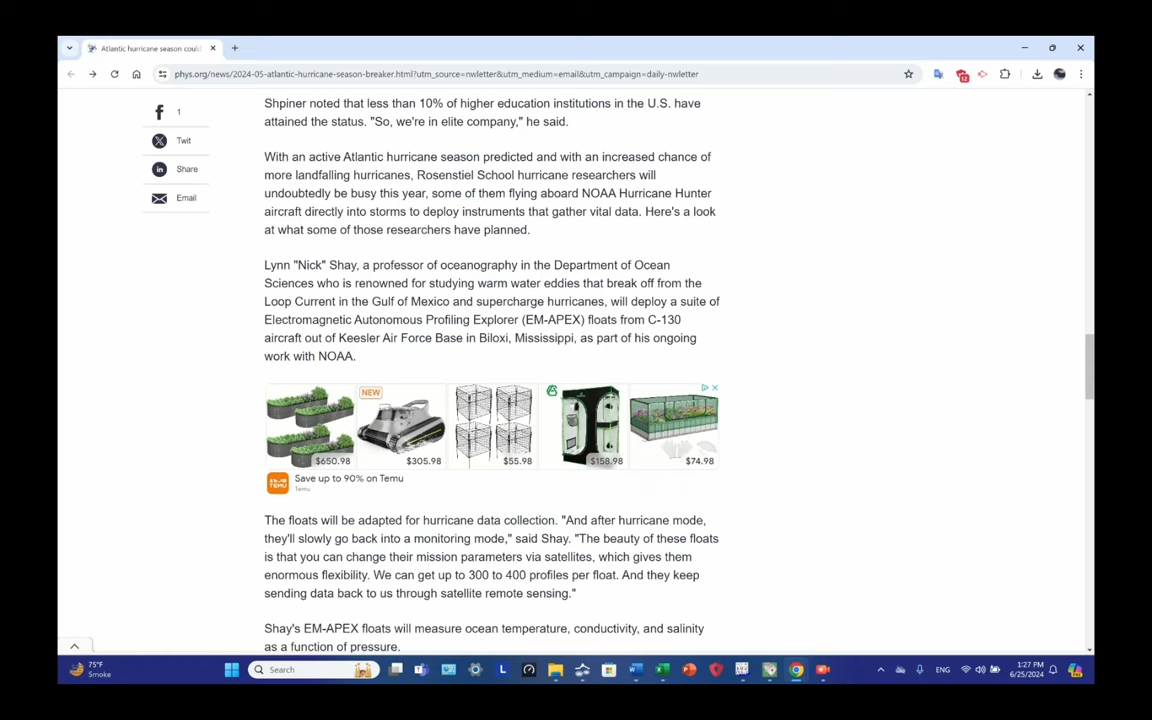 Atlantic hurricane season could
phys.org/news/2024-05-atlantic-hurricane-season-breaker.html?utm_source=nwletter&utm_medium=email&utm_campaign=daily-nwletter
12
1
Twit
Share
Email
Shpiner noted that less than 10% of higher education institutions in the U.S. have
attained the status. "So, we're in elite company," he said.
With an active Atlantic hurricane season predicted and with an increased chance of
more landfalling hurricanes, Rosenstiel School hurricane researchers will
undoubtedly be busy this year, some of them flying aboard NOAA Hurricane Hunter
aircraft directly into storms to deploy instruments that gather vital data. Here's a look
at what some of those researchers have planned.
Lynn "Nick" Shay, a professor of oceanography in the Department of Ocean
Sciences who is renowned for studying warm water eddies that break off from the
Loop Current in the Gulf of Mexico and supercharge hurricanes, will deploy a suite of
Electromagnetic Autonomous Profiling Explorer (EM-APEX) floats from C-130
aircraft out of Keesler Air Force Base in Biloxi, Mississippi, as part of his ongoing
work with NOAA.
NEW
$650.98 $305.98 $55.98 $158.98 $74.98
TEMU
Save up to 90% on Temu
Temu
The floats will be adapted for hurricane data collection. "And after hurricane mode,
they'll slowly go back into a monitoring mode," said Shay. "The beauty of these floats
is that you can change their mission parameters via satellites, which gives them
enormous flexibility. We can get up to 300 to 400 profiles per float. And they keep
sending data back to us through satellite remote sensing."
Shay's EM-APEX floats will measure ocean temperature, conductivity, and salinity
as a function of pressure.
75°F
Smoke
Search
ENG
1:27 PM
6/25/2024